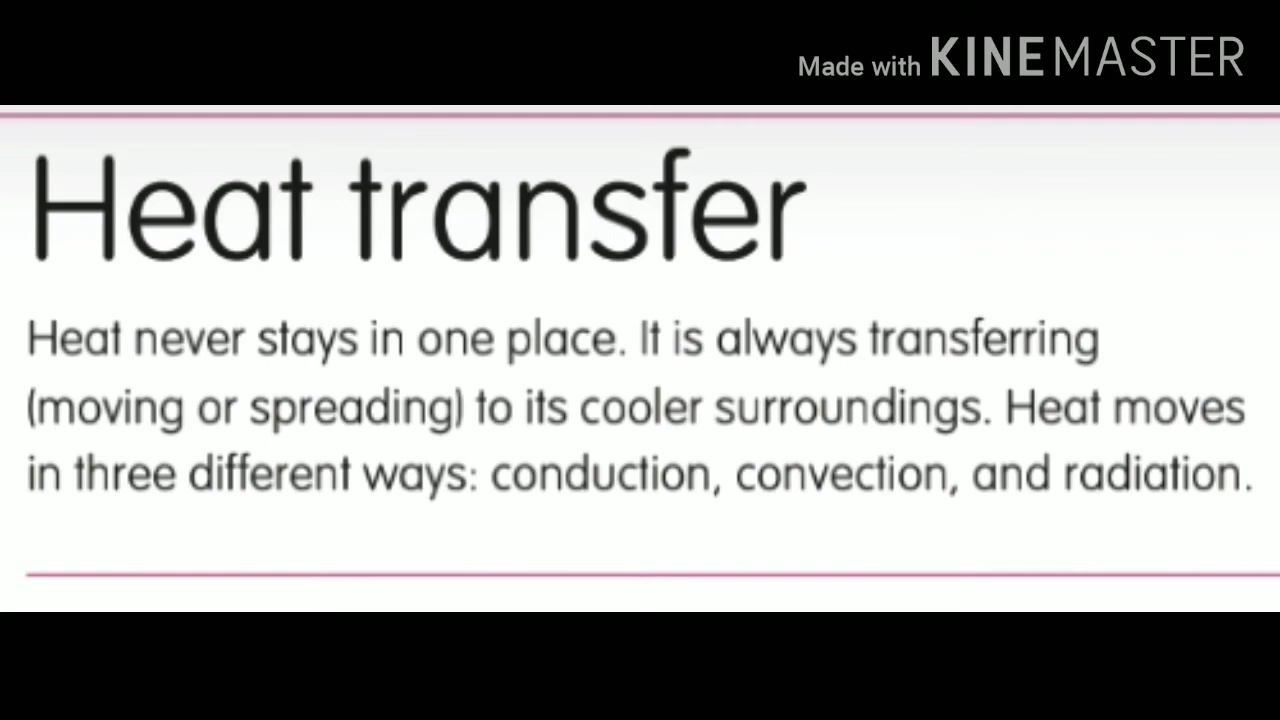 Made with KINEMASTER
Heat transfer
Heat never stays in one place. It is always transferring
(moving or spreading) to its cooler surroundings. Heat moves
in three different ways: conduction, convection, and radiation.